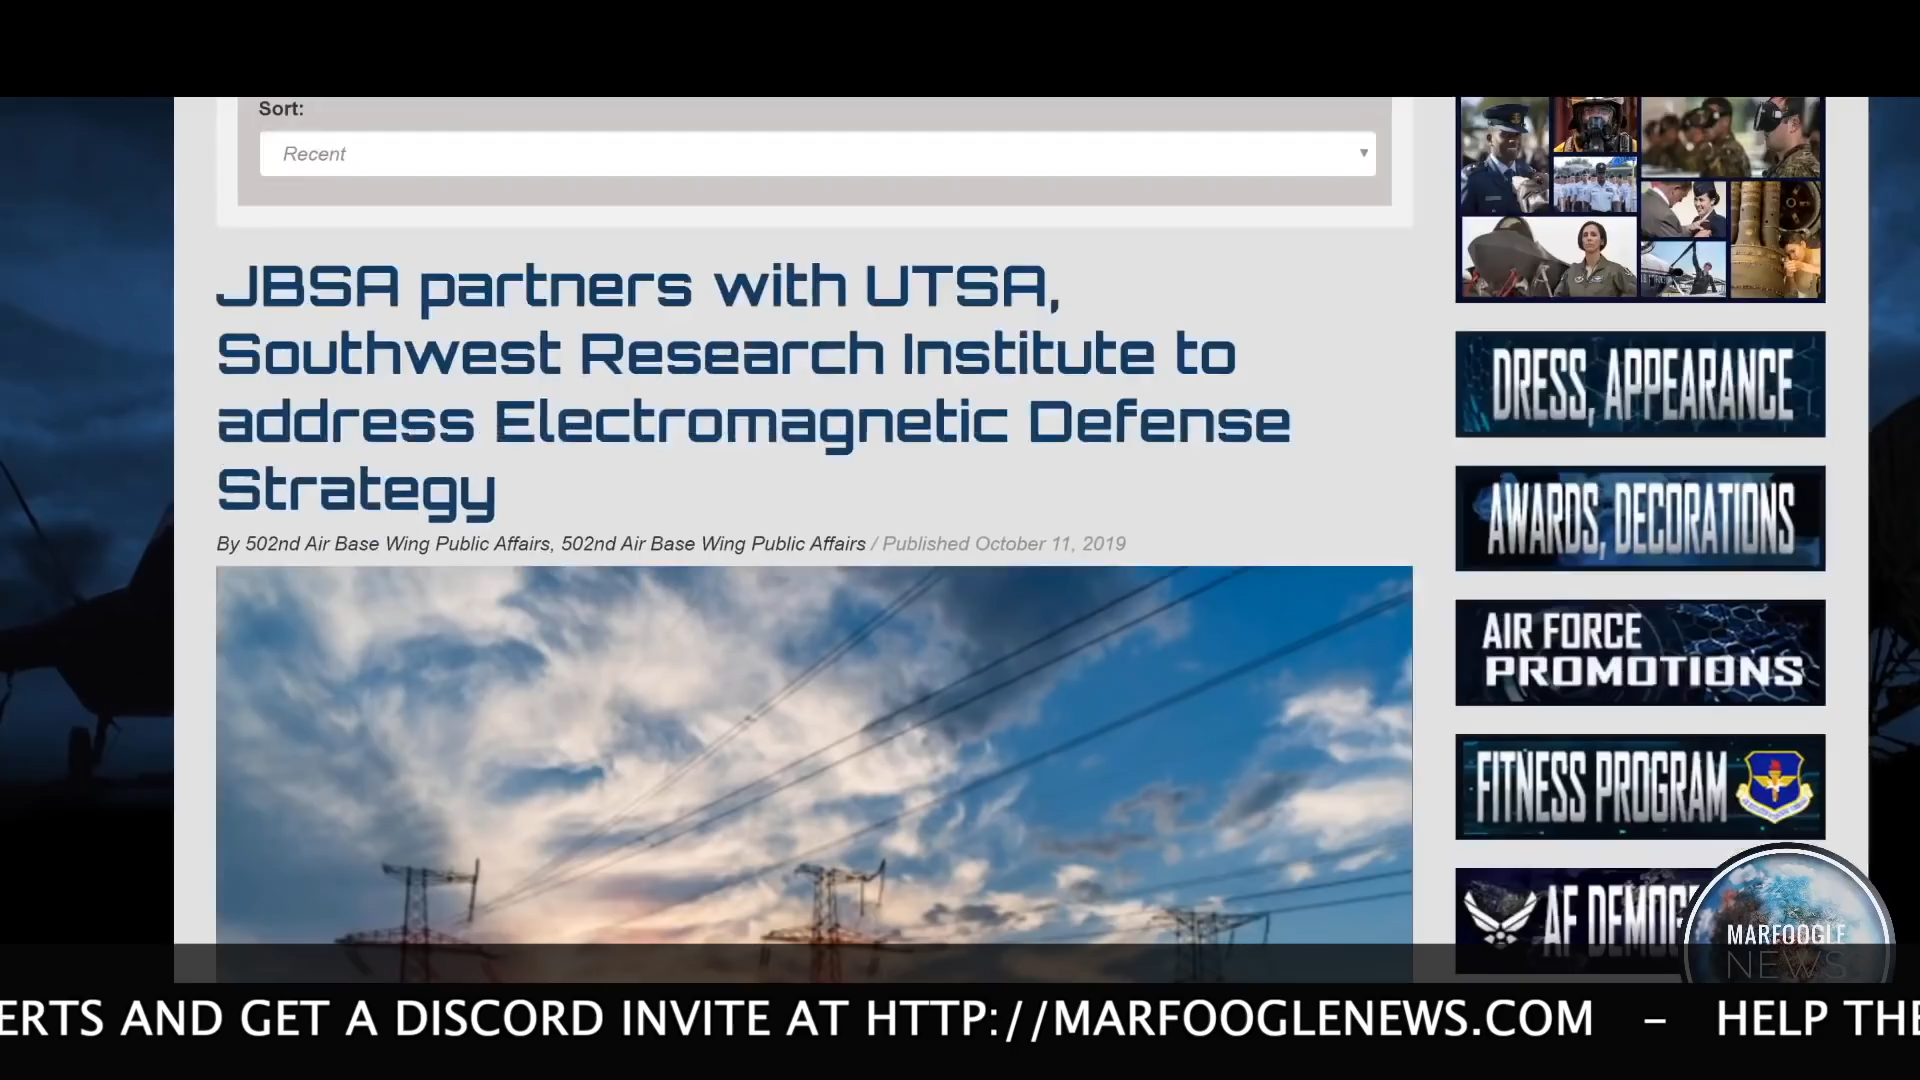 Sort:
Recent
JBSA partners with UTSA,
Southwest Research Institute to
address Electromagnetic Defense
Strategy
By 502nd Air Base Wing Public Affairs, 502nd Air Base Wing Public Affairs / Published October 11, 2019
DRESS, APPEARANCE
AWARDS, DECORATIONS
AIR FORCE
PROMOTIONS
FITNESS PROGRAM
AF
MARFOOGLE
NEWS
ERTS AND GET A DISCORD INVITE AT HTTP://MARFOOGLENEWS.COM – HELP THE